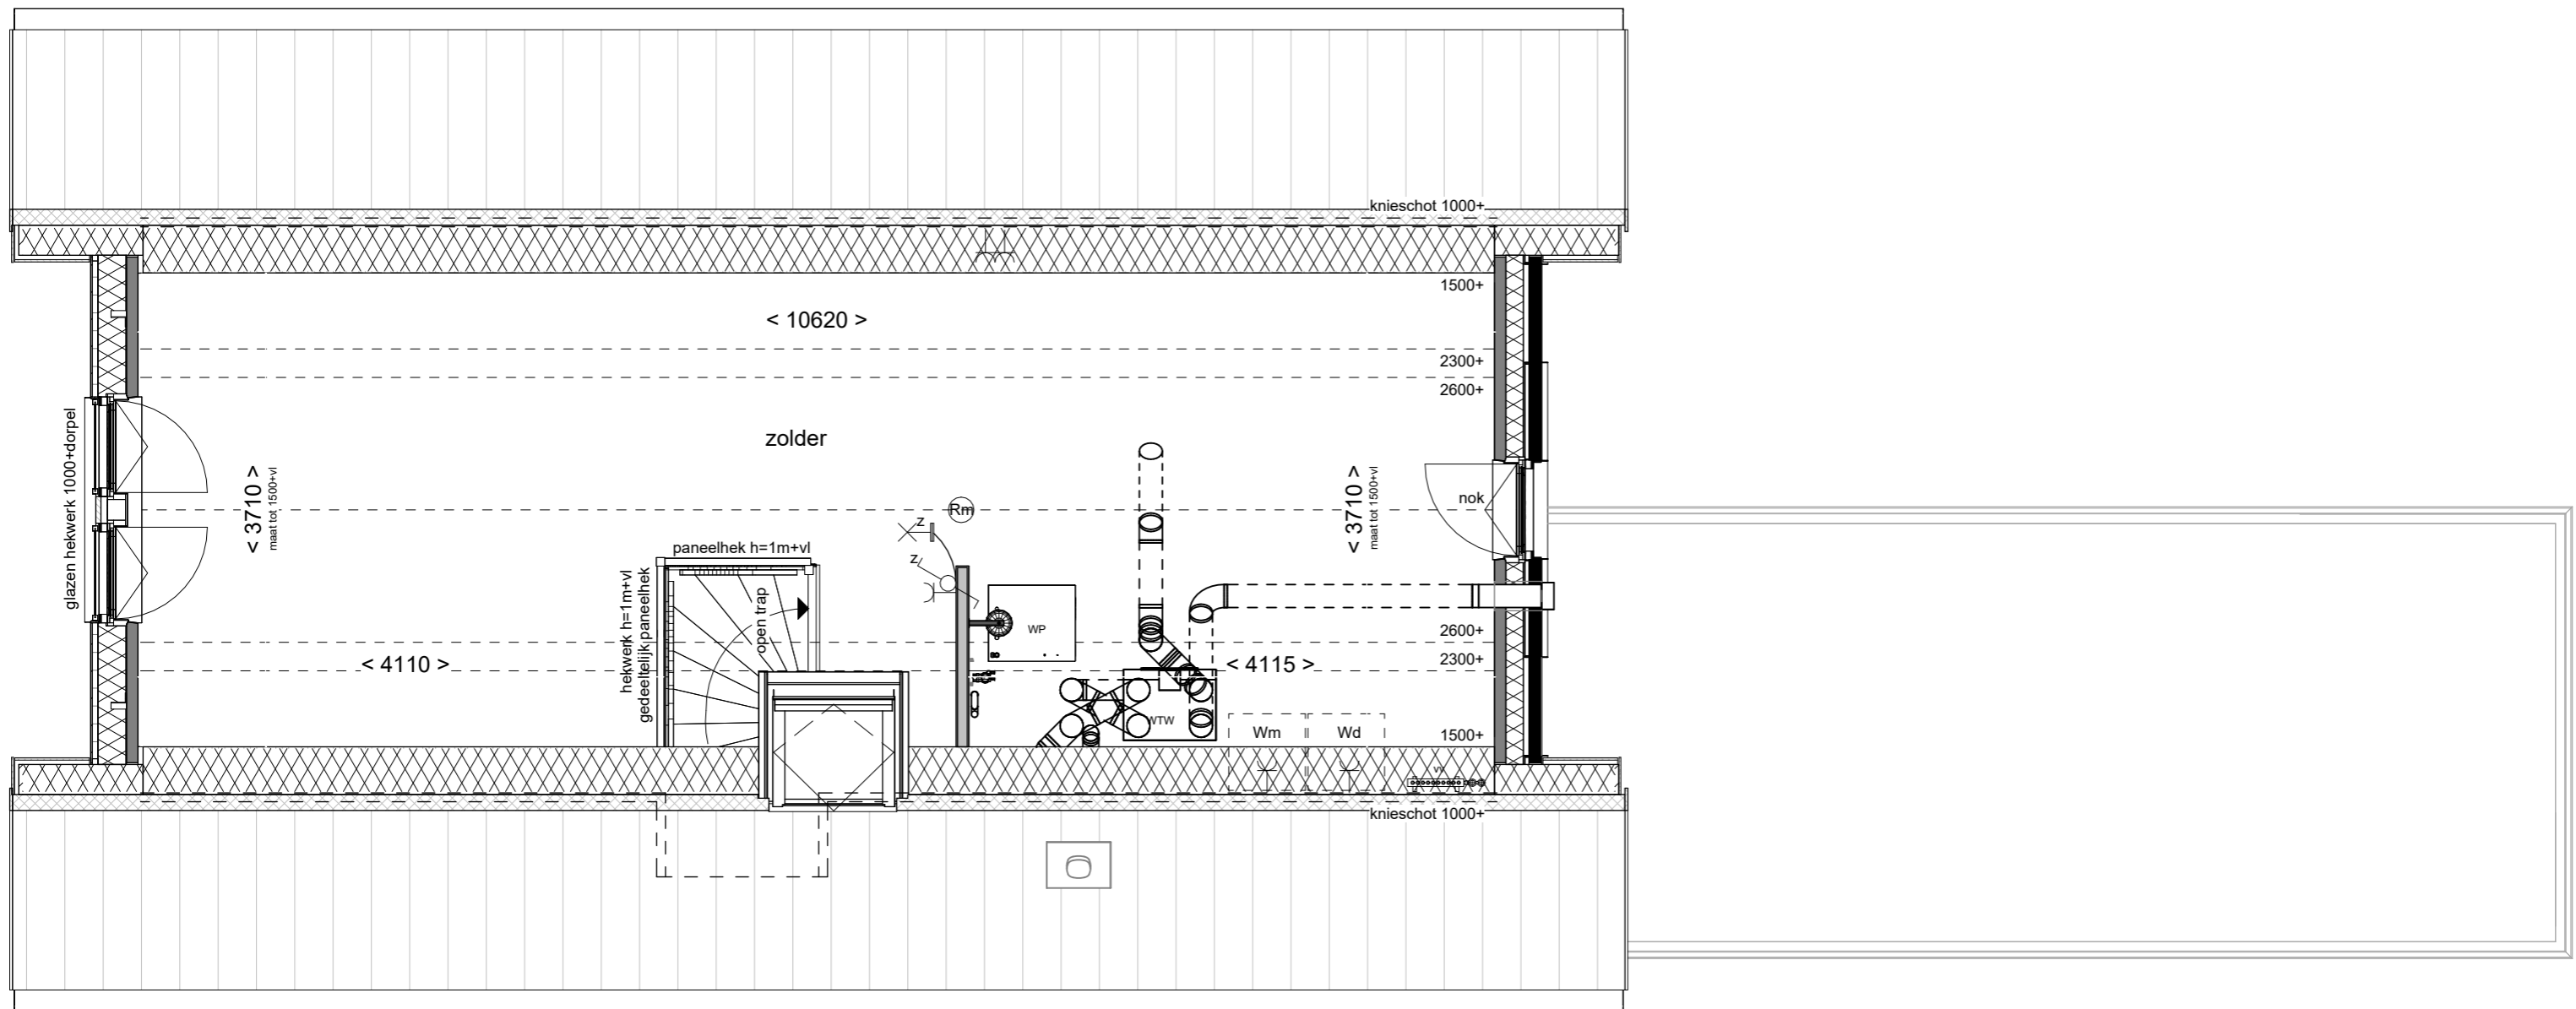 knieschot 1000+
1500+
< 10620 >
2300+
2600+
zolder
glazen hekwerk 1000+dorpel
< 3710 >
maat tot 1500+vl
< 3710 >
maat tot 1500+vl
nok
Rm
z
z
paneelhek h=1m+vl
hekwerk h=1m+vl
gedeeltelijk paneelhek
open trap
WP
2600+
2300+
< 4110 >
< 4115 >
WTW
Wm
Wd
1500+
knieschot 1000+